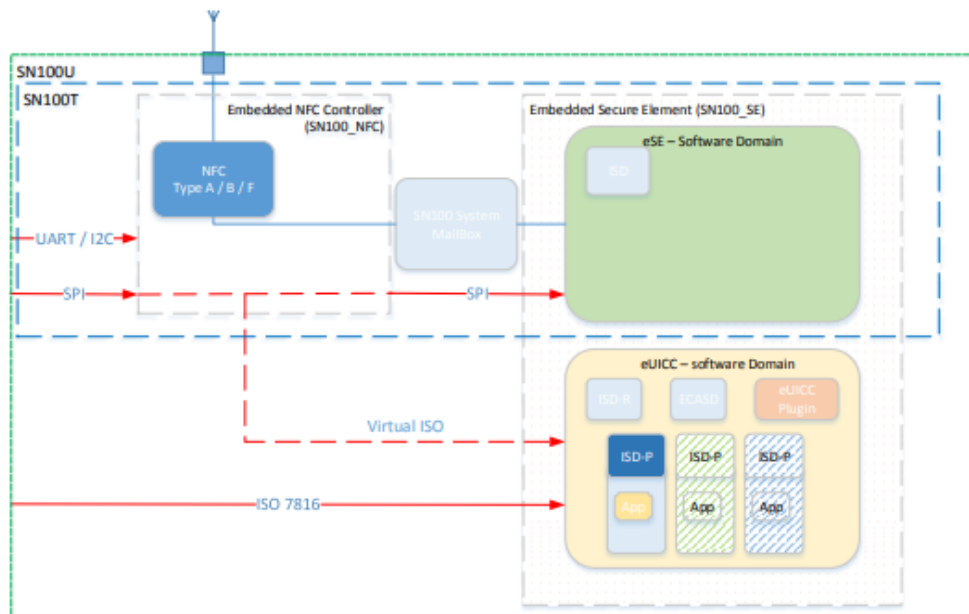 SN100U
SN100T
Embedded NFC Controller
(SN100_NFC)
Embedded Secure Element (SN100_SE)
eSE – Software Domain
ISD
NFC
Type A / B / F
SN100 System
MailBox
UART / I2C
SPI
SPI
eUICC – software Domain
ISD-R
ECASD
eUICC
Plugin
Virtual ISO
ISD-P
ISD-P
ISD-P
ISO 7816
App
App
App